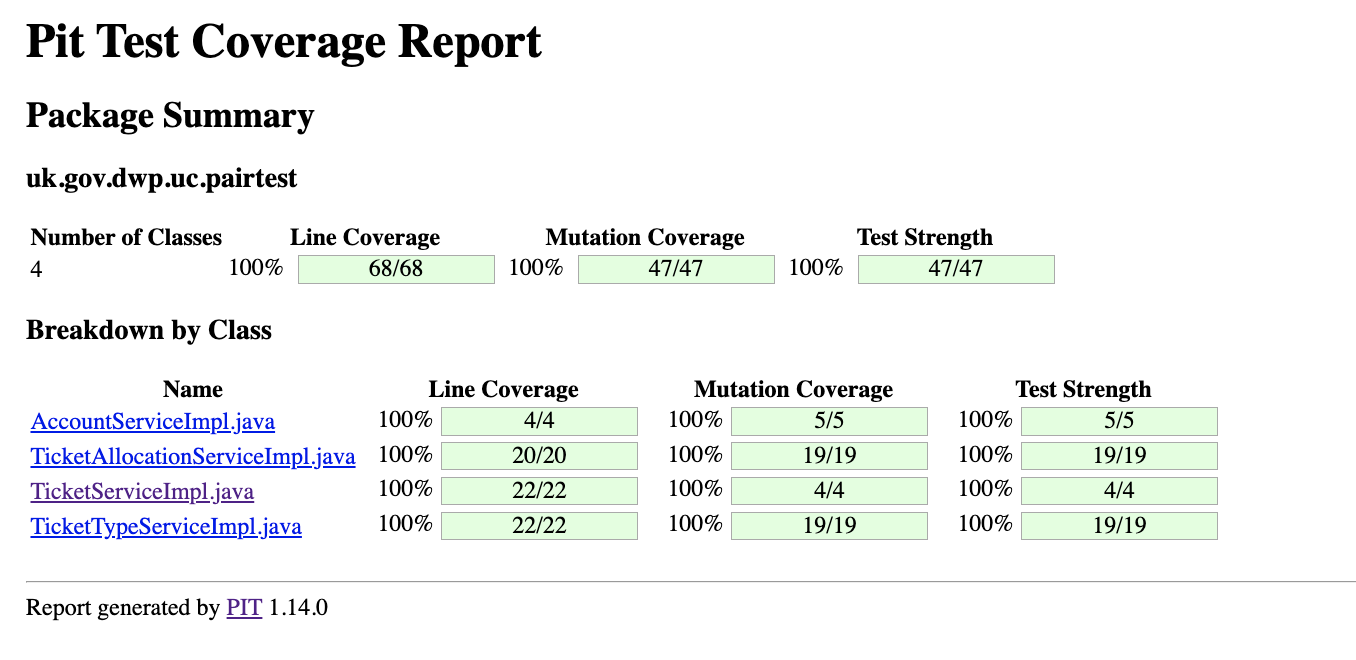 Pit Test Coverage Report
Package Summary
uk.gov.dwp.uc.pairtest
Number of Classes Line Coverage Mutation Coverage Test Strength
4 100% 68/68 100% 47/47 100% 47/47
Breakdown by Class
Name Line Coverage Mutation Coverage Test Strength
AccountServiceImpl.java 100% 4/4 100% 5/5 100% 5/5
TicketAllocationServiceImpl.java 100% 20/20 100% 19/19 100% 19/19
TicketServiceImpl.java 100% 22/22 100% 4/4 100% 4/4
TicketTypeServiceImpl.java 100% 22/22 100% 19/19 100% 19/19
Report generated by PIT 1.14.0